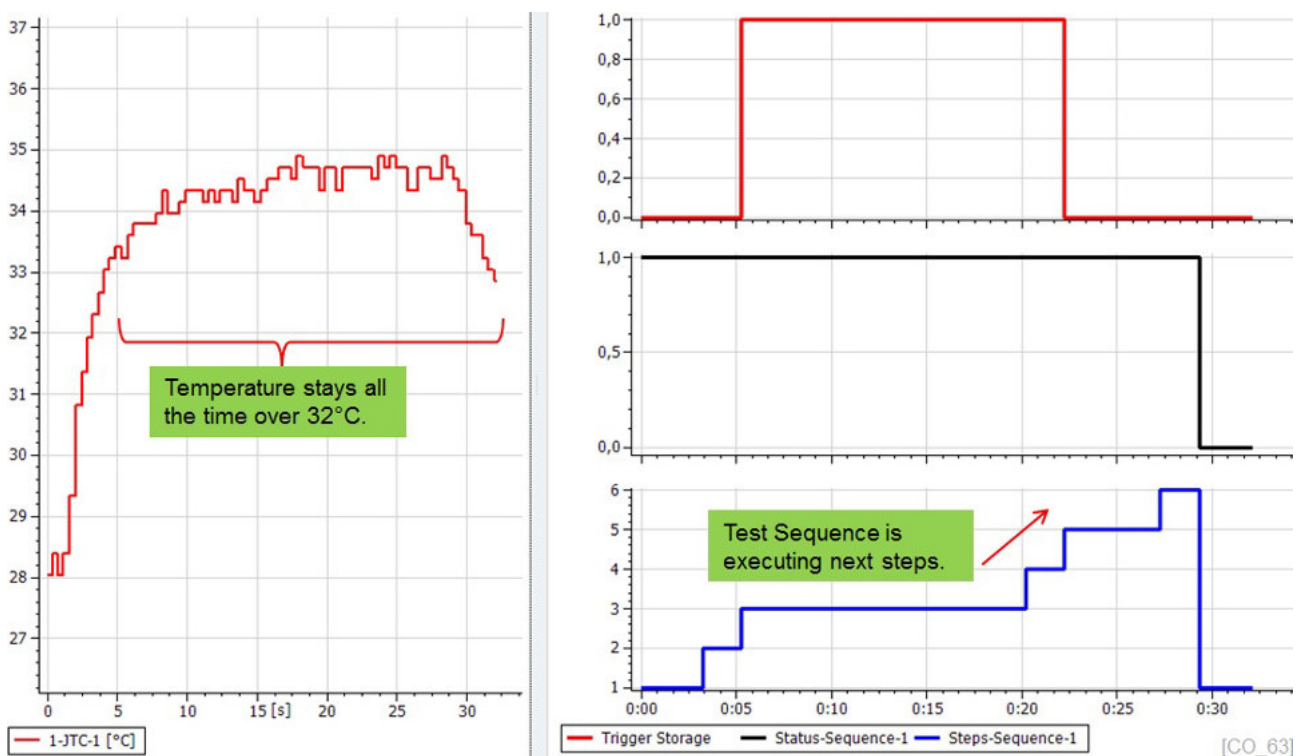 37
36
35
34
33
32
31
30
29
28
27
0 5 10 15 [s] 20 25 30
Temperature stays all
the time over 32°C.
1-JTC-1 [°C]
1,0
0,8
0,6
0,4
0,2
0,0
1,0
0,5
0,0
6
5
4
3
2
1
Test Sequence is
executing next steps.
0:00 0:05 0:10 0:15 0:20 0:25 0:30
Trigger Storage Status-Sequence-1 Steps-Sequence-1
[CO_63]